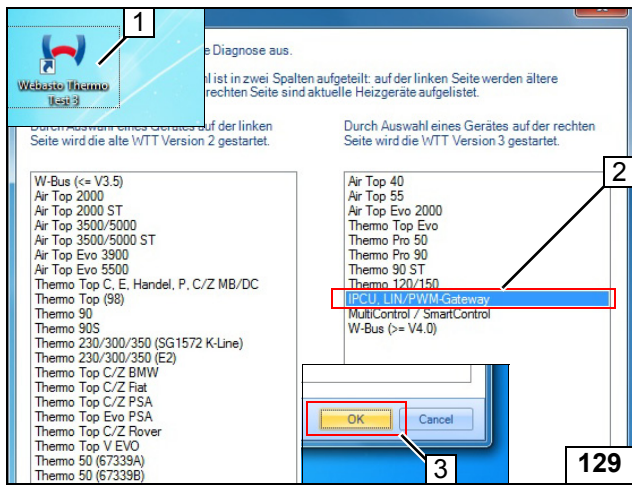 1
Webasto Thermo
Test 3
e Diagnose aus.
hl ist in zwei Spalten aufgeteilt: auf der linken Seite werden ältere
rechten Seite sind aktuelle Heizgeräte aufgelistet.
Durch Auswahl eines Gerätes auf der linken
Seite wird die alte WTT Version 2 gestartet.
Durch Auswahl eines Gerätes auf der rechten
Seite wird die WTT Version 3 gestartet.
2
W-Bus (<= V3.5)
Air Top 2000
Air Top 2000 ST
Air Top 3500/5000
Air Top 3500/5000 ST
Air Top Evo 3900
Air Top Evo 5500
Thermo Top C, E, Handel, P, C/Z MB/DC
Thermo Top (98)
Thermo 90
Thermo 90S
Thermo 230/300/350 (SG1572 K-Line)
Thermo 230/300/350 (E2)
Thermo Top C/Z BMW
Thermo Top C/Z Fiat
Thermo Top C/Z PSA
Thermo Top Evo PSA
Thermo Top C/Z Rover
Thermo Top V EVO
Thermo 50 (67339A)
Thermo 50 (67339B)
Air Top 40
Air Top 55
Air Top Evo 2000
Thermo Top Evo
Thermo Pro 50
Thermo Pro 90
Thermo 90 ST
Thermo 120/150
IPCU, LIN/PWM-Gateway
MultiControl / SmartControl
W-Bus (>= V4.0)
OK
Cancel
3
129